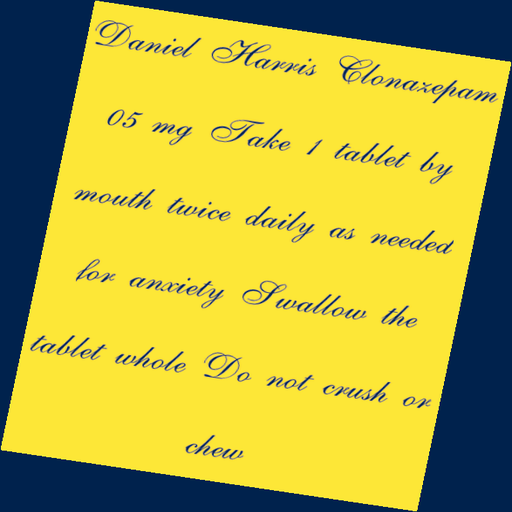 Daniel Harris Clonazepam
05 mg Take 1 tablet by
mouth twice daily as needed
for anxiety Swallow the
tablet whole Do not crush or
chew